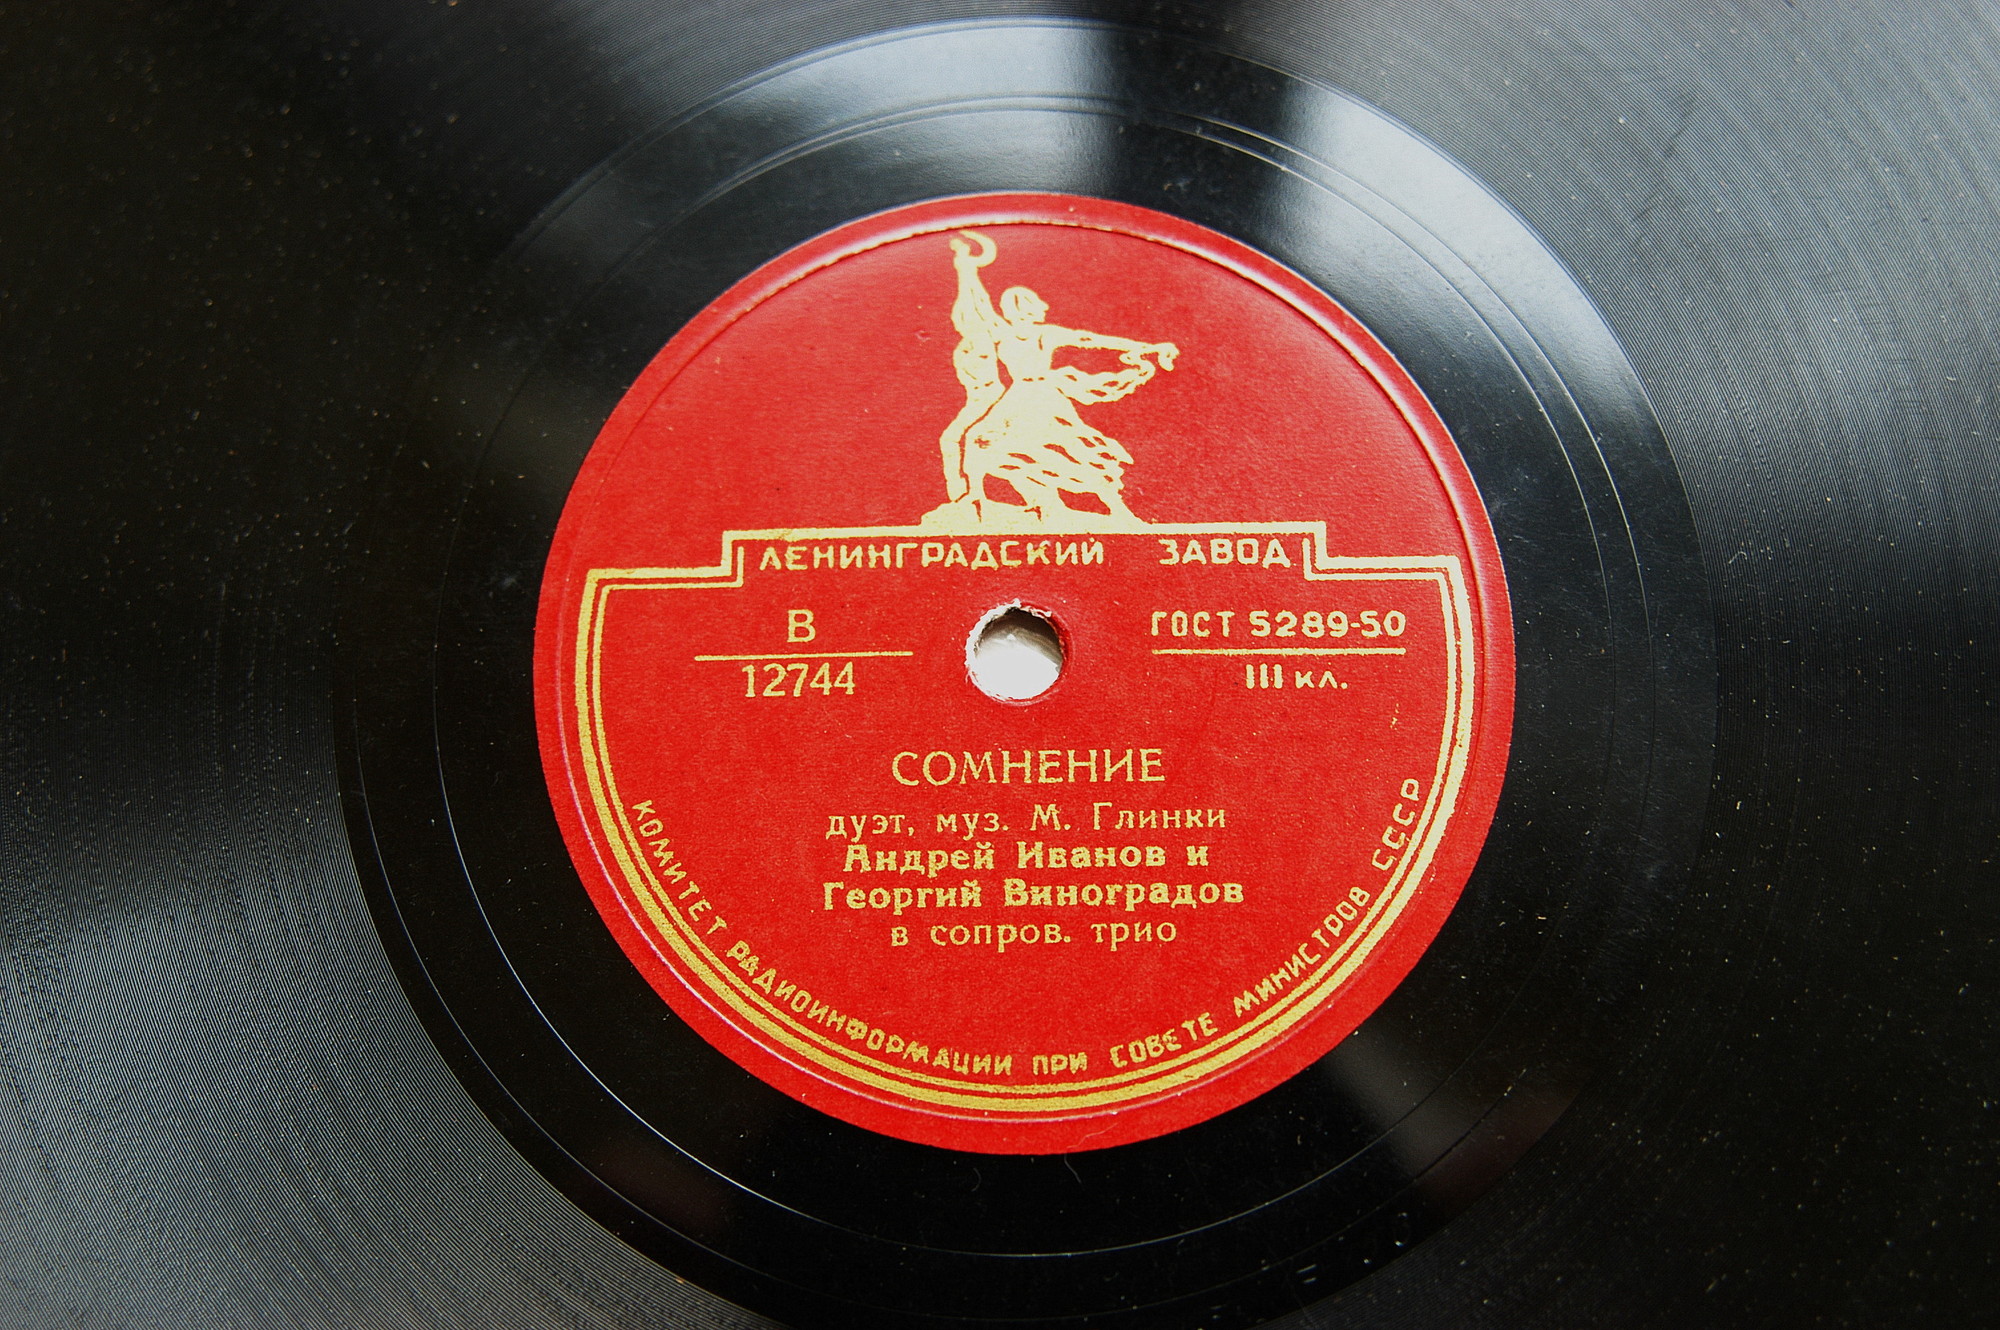 ЛЕНИНГРАДСКИЙ ЗАВОД
В
12744
ГОСТ 5289-50
III кл.
СОМНЕНИЕ
дуэт, муз. М. Глинки
Андрей Иванов и
Георгий Виноградов
в сопров. трио
КОМИТЕТ РАДИОИНФОРМАЦИИ ПРИ СОВЕТЕ МИНИСТРОВ СССР